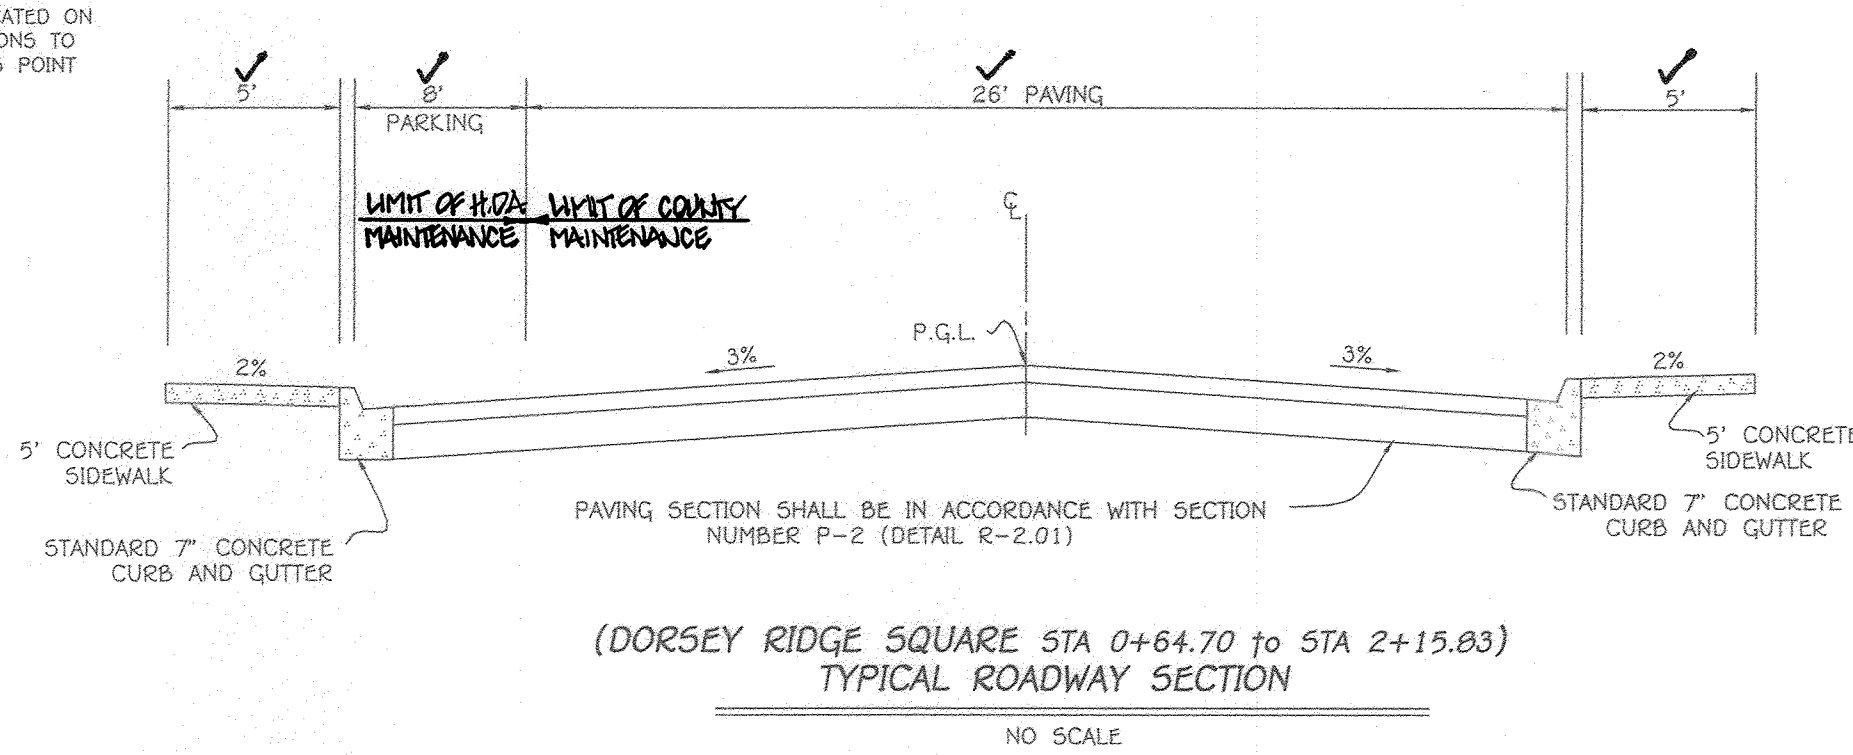 ATED ON
ONS TO
POINT
5'
8'
PARKING
26' PAVING
5'
LIMIT OF H.O.A. LIMIT OF COUNTY
MAINTENANCE MAINTENANCE
℄
P.G.L.
2%
3%
3%
2%
5' CONCRETE
SIDEWALK
5' CONCRETE
SIDEWALK
STANDARD 7" CONCRETE
CURB AND GUTTER
PAVING SECTION SHALL BE IN ACCORDANCE WITH SECTION
NUMBER P-2 (DETAIL R-2.01)
STANDARD 7" CONCRETE
CURB AND GUTTER
(DORSEY RIDGE SQUARE STA 0+64.70 to STA 2+15.83)
TYPICAL ROADWAY SECTION
NO SCALE